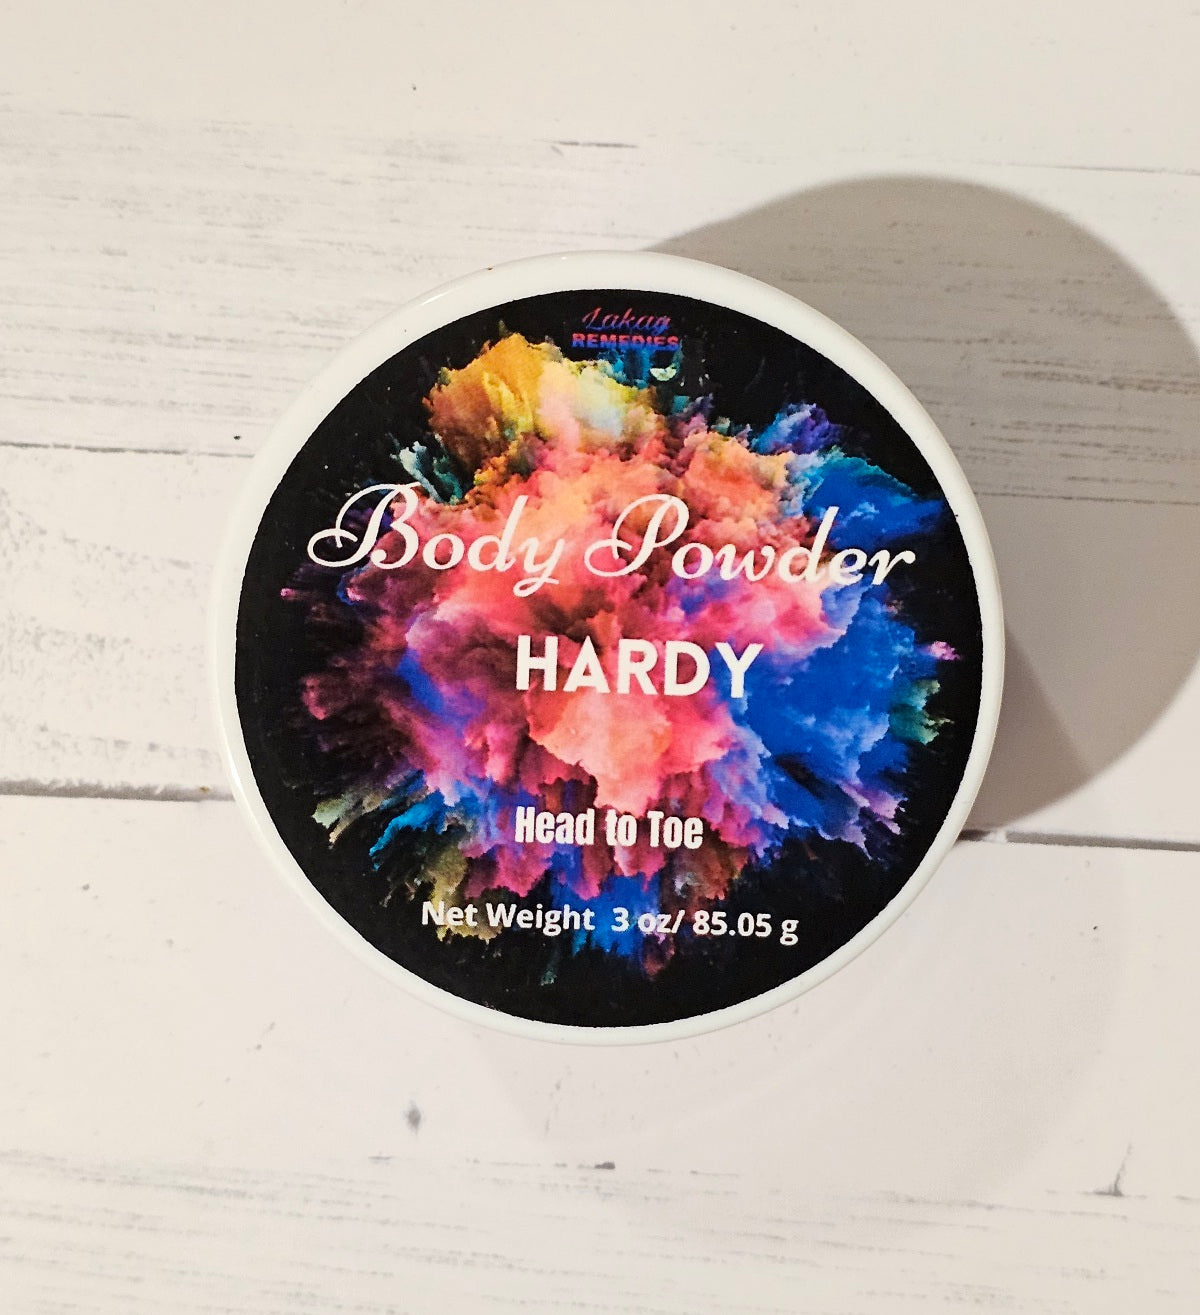 Lakag
REMEDIES
Body Powder
HARDY
Head to Toe
Net Weight 3 oz/ 85.05 g